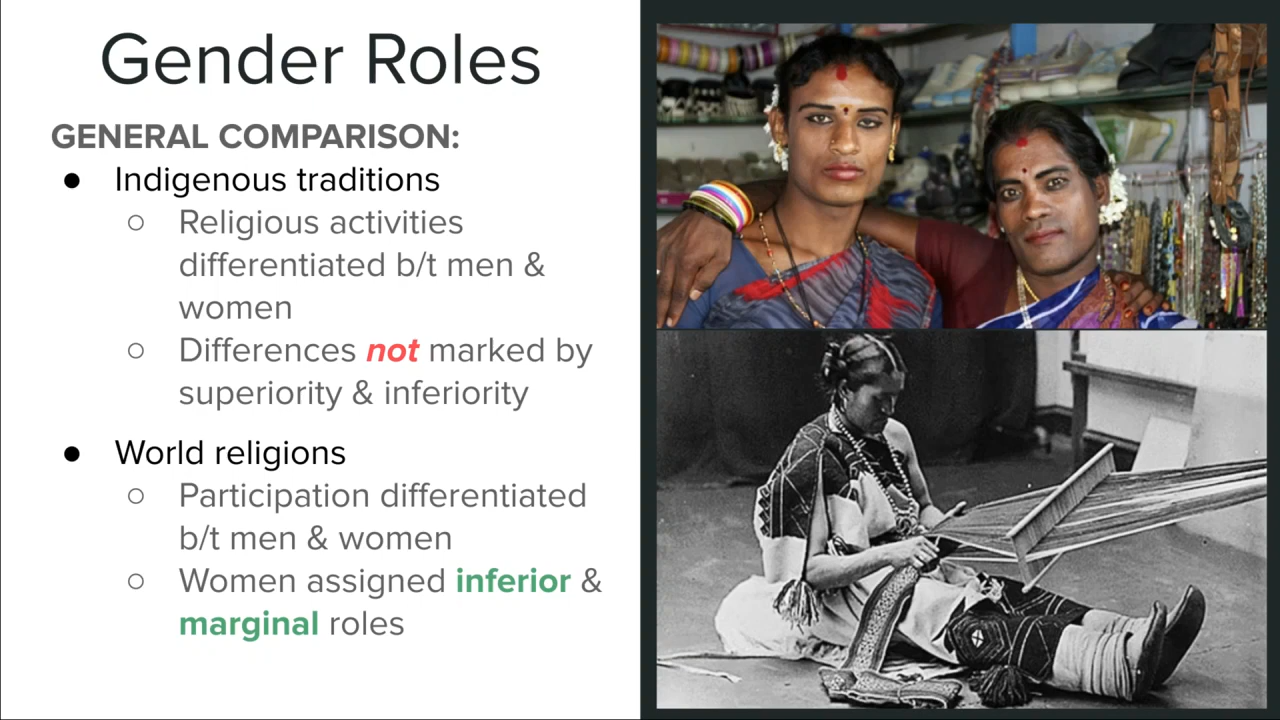 Gender Roles
GENERAL COMPARISON:
● Indigenous traditions
○ Religious activities
differentiated b/t men &
women
○ Differences not marked by
superiority & inferiority
● World religions
○ Participation differentiated
b/t men & women
○ Women assigned inferior &
marginal roles